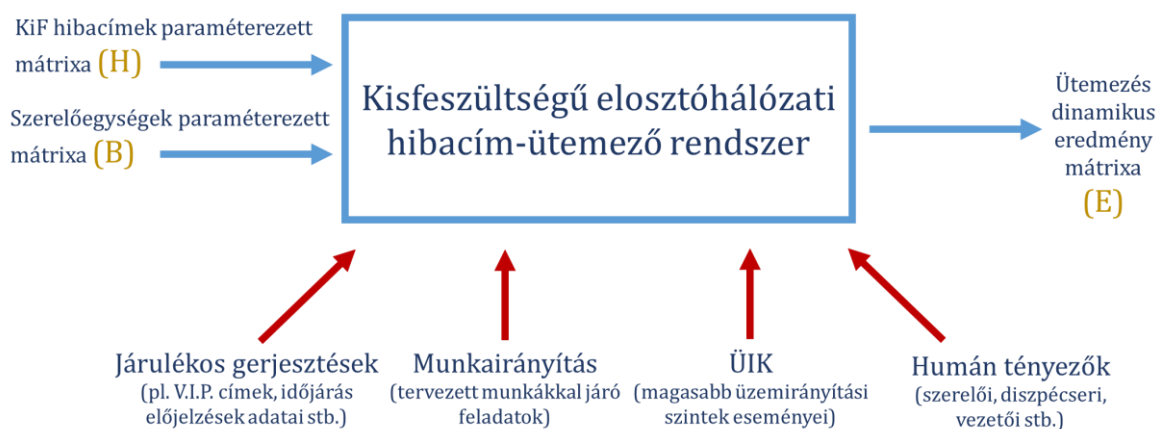 KiF hibacímek paraméterezett
mátrixa (H)
Szerelőegységek paraméterezett
mátrixa (B)
Kisfeszültségű elosztóhálózati
hibacím-ütemező rendszer
Ütemezés
dinamikus
eredmény
mátrixa
(E)
Járulékos gerjesztések
(pl. V.I.P. címek, időjárás
előjelzések adatai stb.)
Munkairányítás
(tervezett munkákkal járó
feladatok)
ÜIK
(magasabb üzemirányítási
szintek eseményei)
Humán tényezők
(szerelői, diszpécseri,
vezetői stb.)